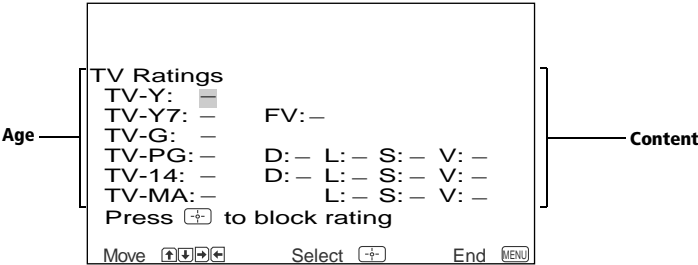 TV Ratings
TV-Y: –
TV-Y7: – FV: –
TV-G: –
Age
Content
TV-PG: – D: – L: – S: – V: –
TV-14: – D: – L: – S: – V: –
TV-MA: – L: – S: – V: –
Press to block rating
Move Select End MENU